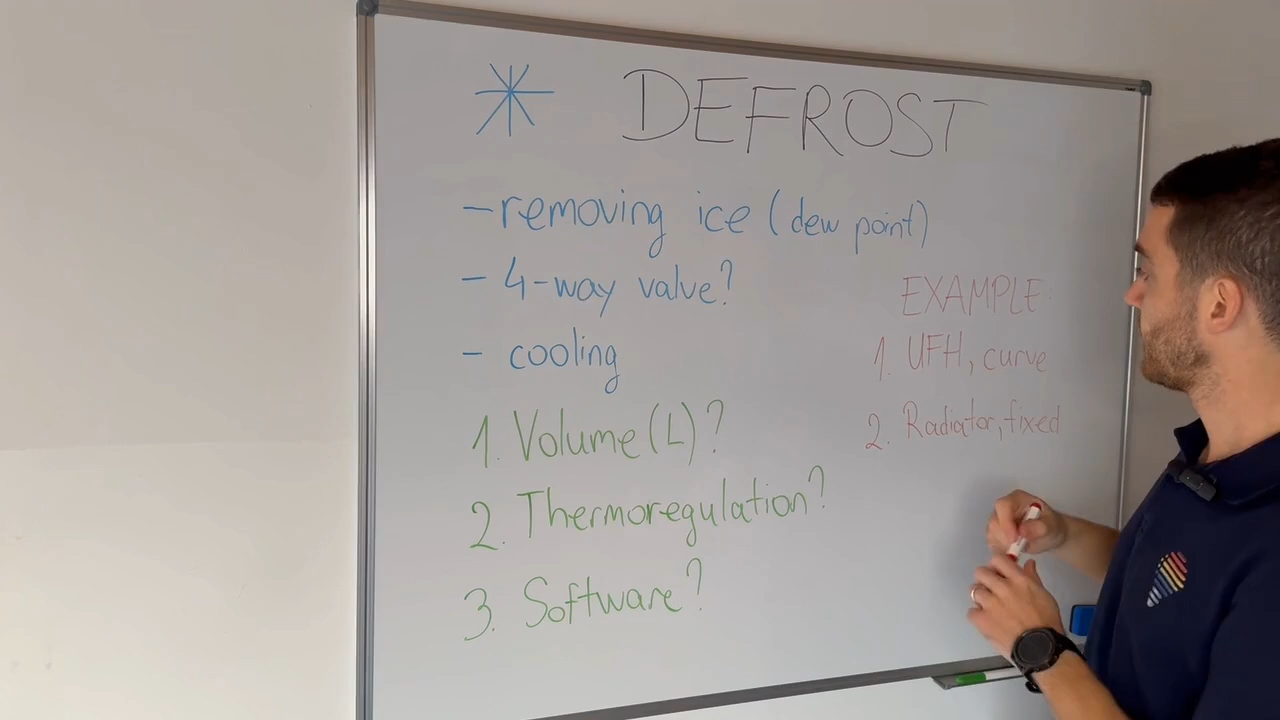 DEFROST
- removing ice (dew point)
- 4-way valve?
- cooling
1. Volume (L)?
2. Thermoregulation?
3. Software?
EXAMPLE:
1. UFH, curve
2. Radiator, fixed